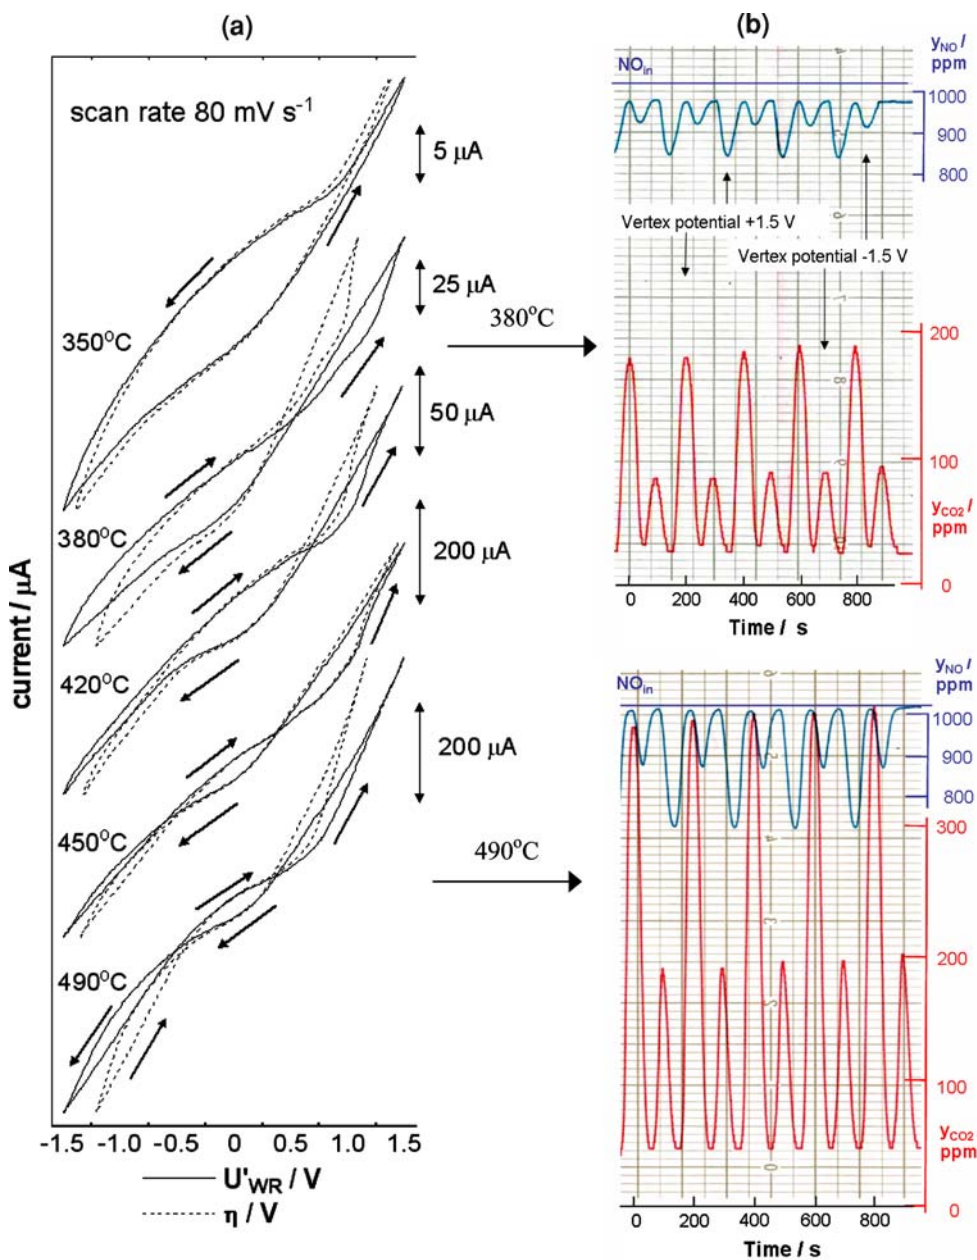 (a)
scan rate 80 mV s⁻¹
5 µA
25 µA
50 µA
200 µA
200 µA
350°C
380°C
420°C
450°C
490°C
current / µA
-1.5 -1.0 -0.5 0 0.5 1.0 1.5
U'WR / V
η / V
380°C
490°C
(b)
yNO /
ppm
NOin
1000
900
800
Vertex potential +1.5 V
Vertex potential -1.5 V
200
100
yCO2 /
ppm
0
0 200 400 600 800
Time / s
yNO /
ppm
NOin
1000
900
800
300
200
100
yCO2 /
ppm
0
0 200 400 600 800
Time / s